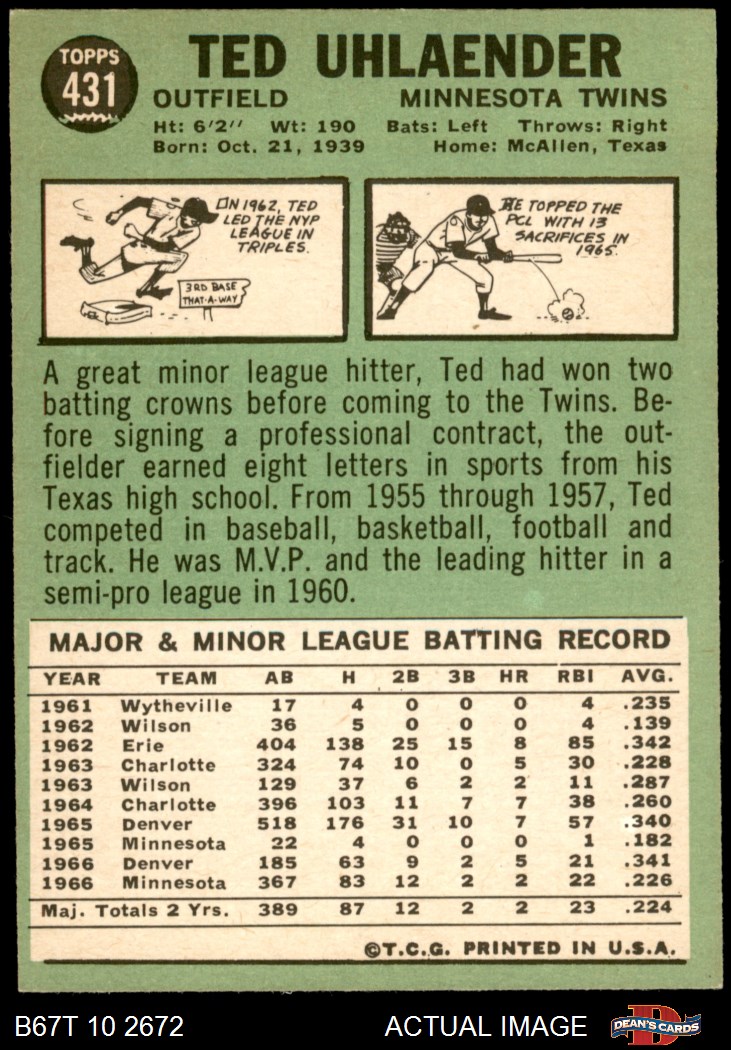 TOPPS
431
TED UHLAENDER
OUTFIELD MINNESOTA TWINS
Ht: 6'2" Wt: 190 Bats: Left Throws: Right
Born: Oct. 21, 1939 Home: McAllen, Texas
IN 1962, TED
LED THE NYP
LEAGUE IN
TRIPLES.
3RD BASE
THAT-A-WAY
HE TOPPED THE
PCL WITH 13
SACRIFICES IN
1965.
A great minor league hitter, Ted had won two
batting crowns before coming to the Twins. Be-
fore signing a professional contract, the out-
fielder earned eight letters in sports from his
Texas high school. From 1955 through 1957, Ted
competed in baseball, basketball, football and
track. He was M.V.P. and the leading hitter in a
semi-pro league in 1960.
MAJOR & MINOR LEAGUE BATTING RECORD
YEAR TEAM AB H 2B 3B HR RBI AVG.
1961 Wytheville 17 4 0 0 0 4 .235
1962 Wilson 36 5 0 0 0 4 .139
1962 Erie 404 138 25 15 8 85 .342
1963 Charlotte 324 74 10 0 5 30 .228
1963 Wilson 129 37 6 2 2 11 .287
1964 Charlotte 396 103 11 7 7 38 .260
1965 Denver 518 176 31 10 7 57 .340
1965 Minnesota 22 4 0 0 0 1 .182
1966 Denver 185 63 9 2 5 21 .341
1966 Minnesota 367 83 12 2 2 22 .226
Maj. Totals 2 Yrs. 389 87 12 2 2 23 .224
©T.C.G. PRINTED IN U.S.A.
B67T 10 2672 ACTUAL IMAGE
D
DEAN'S CARDS